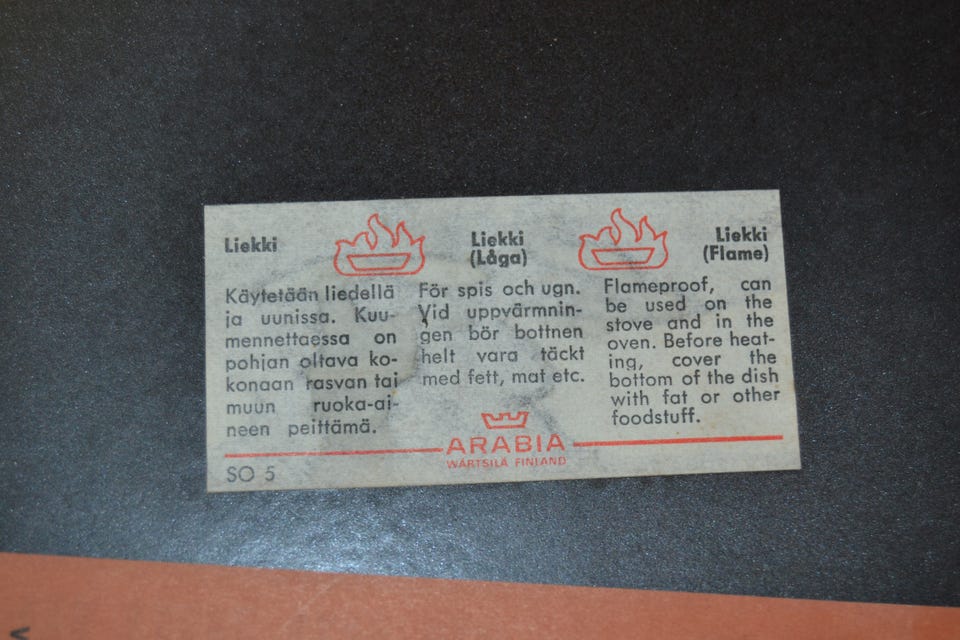 Liekki
Käytetään liedellä
ja uunissa. Kuu-
mennettaessa on
pohjan oltava ko-
konaan rasvan tai
muun ruoka-ai-
neen peittämä.
Liekki
(Låga)
För spis och ugn.
Vid uppvärmnin-
gen bör bottnen
helt vara täckt
med fett, mat etc.
Liekki
(Flame)
Flameproof, can
be used on the
stove and in the
oven. Before heat-
ing, cover the
bottom of the dish
with fat or other
foodstuff.
ARABIA
WÄRTSILÄ FINLAND
SO 5